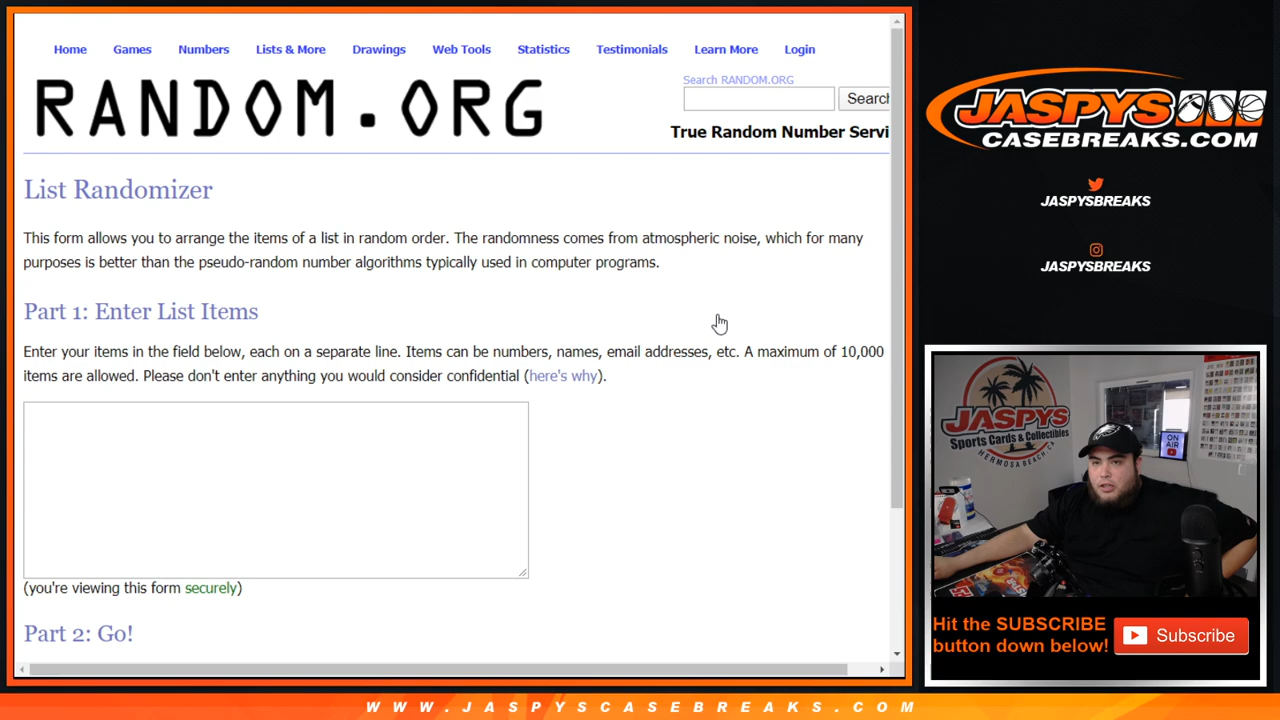 Home Games Numbers Lists & More Drawings Web Tools Statistics Testimonials Learn More Login
RANDOM.ORG
Search RANDOM.ORG
Search
True Random Number Servi
List Randomizer
This form allows you to arrange the items of a list in random order. The randomness comes from atmospheric noise, which for many
purposes is better than the pseudo-random number algorithms typically used in computer programs.
Part 1: Enter List Items
Enter your items in the field below, each on a separate line. Items can be numbers, names, email addresses, etc. A maximum of 10,000
items are allowed. Please don't enter anything you would consider confidential (here's why).
(you're viewing this form securely)
Part 2: Go!
JASPYS
CASEBREAKS.COM
JASPYSBREAKS
JASPYSBREAKS
JASPYS
Sports Cards & Collectibles
HERMOSA BEACH, CA
ON
AIR
Hit the SUBSCRIBE
button down below!
Subscribe
WWW.JASPYSCASEBREAKS.COM